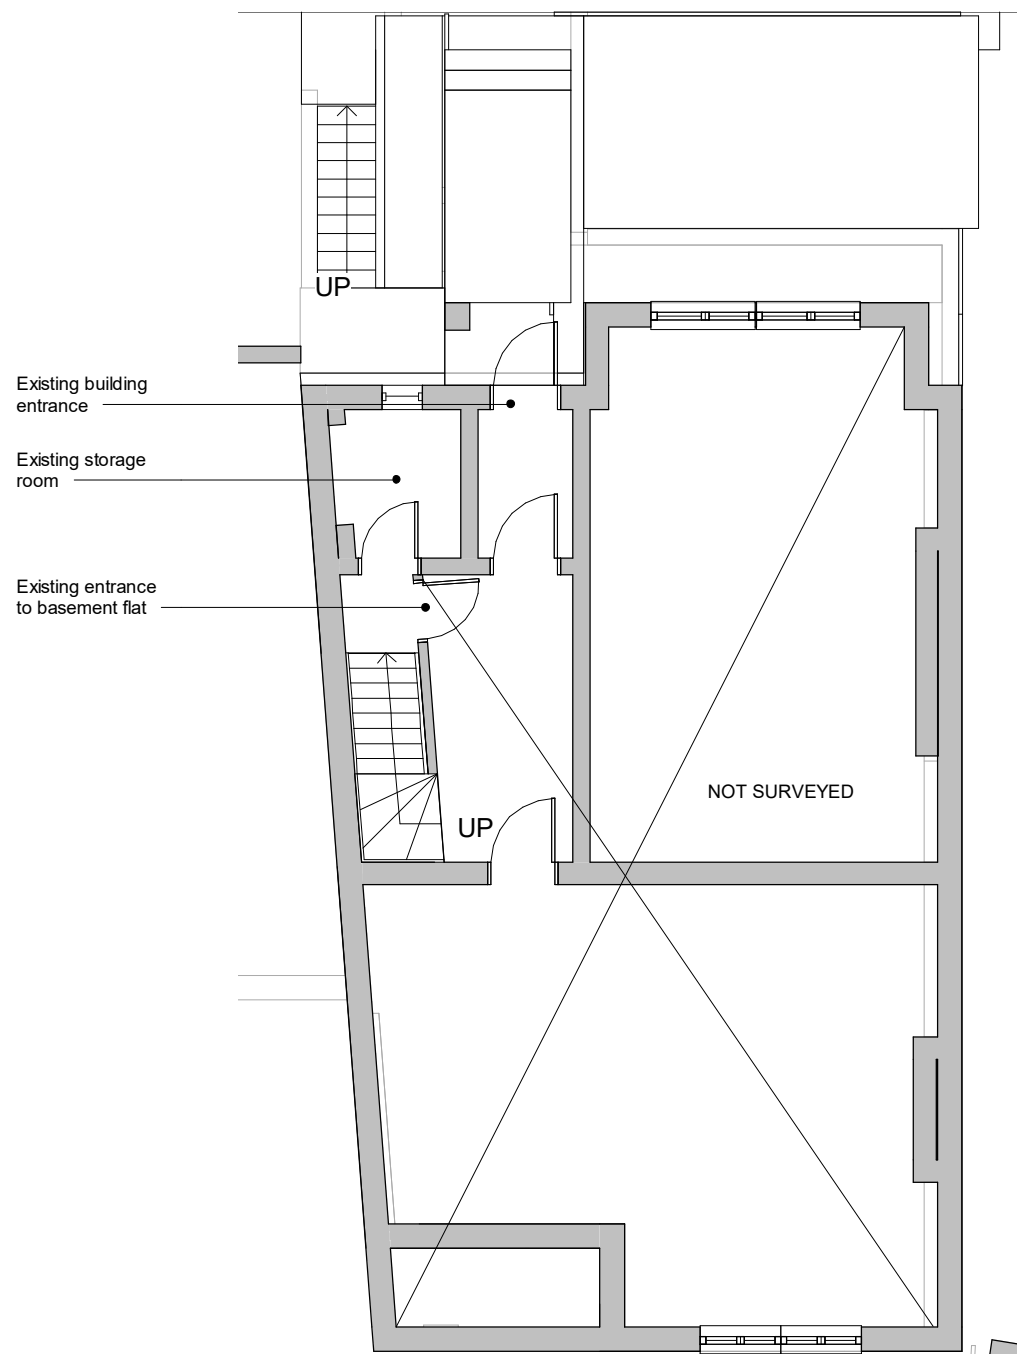 UP
Existing building
entrance
Existing storage
room
Existing entrance
to basement flat
NOT SURVEYED
UP